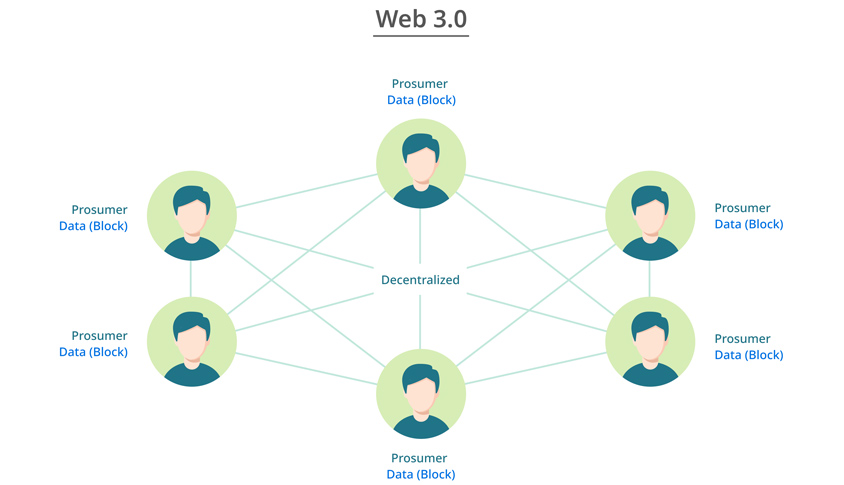 Web 3.0
Prosumer
Data (Block)
Prosumer
Data (Block)
Prosumer
Data (Block)
Decentralized
Prosumer
Data (Block)
Prosumer
Data (Block)
Prosumer
Data (Block)